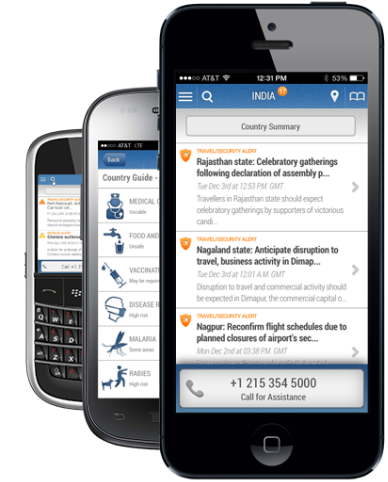 AT&T
12:31 PM
53%
INDIA
17
Country Summary
TRAVEL/SECURITY ALERT
Rajasthan state: Celebratory gatherings
following declaration of assembly p...
Tue Dec 3rd at 12:53 PM. GMT
Travellers in Rajasthan state should expect
celebratory gatherings by supporters of victorious
candi...
TRAVEL/SECURITY ALERT
Nagaland state: Anticipate disruption to
travel, business activity in Dimap...
Tue Dec 3rd at 12:01 A.M. GMT
Disruption to travel and commercial activity should
be expected in Dimapur, the commercial capital o...
TRAVEL/SECURITY ALERT
Nagpur: Reconfirm flight schedules due to
planned closures of airport's sec...
Mon Dec 2nd at 03:38 PM. GMT
+1 215 354 5000
Call for Assistance
AT&T LTE
Back
Country Guide -
MEDICAL C
Variable
FOOD AND
Unsafe
VACCINAT
May be requir
DISEASE R
High risk
MALARIA
Some areas
RABIES
High risk
Call +1 215